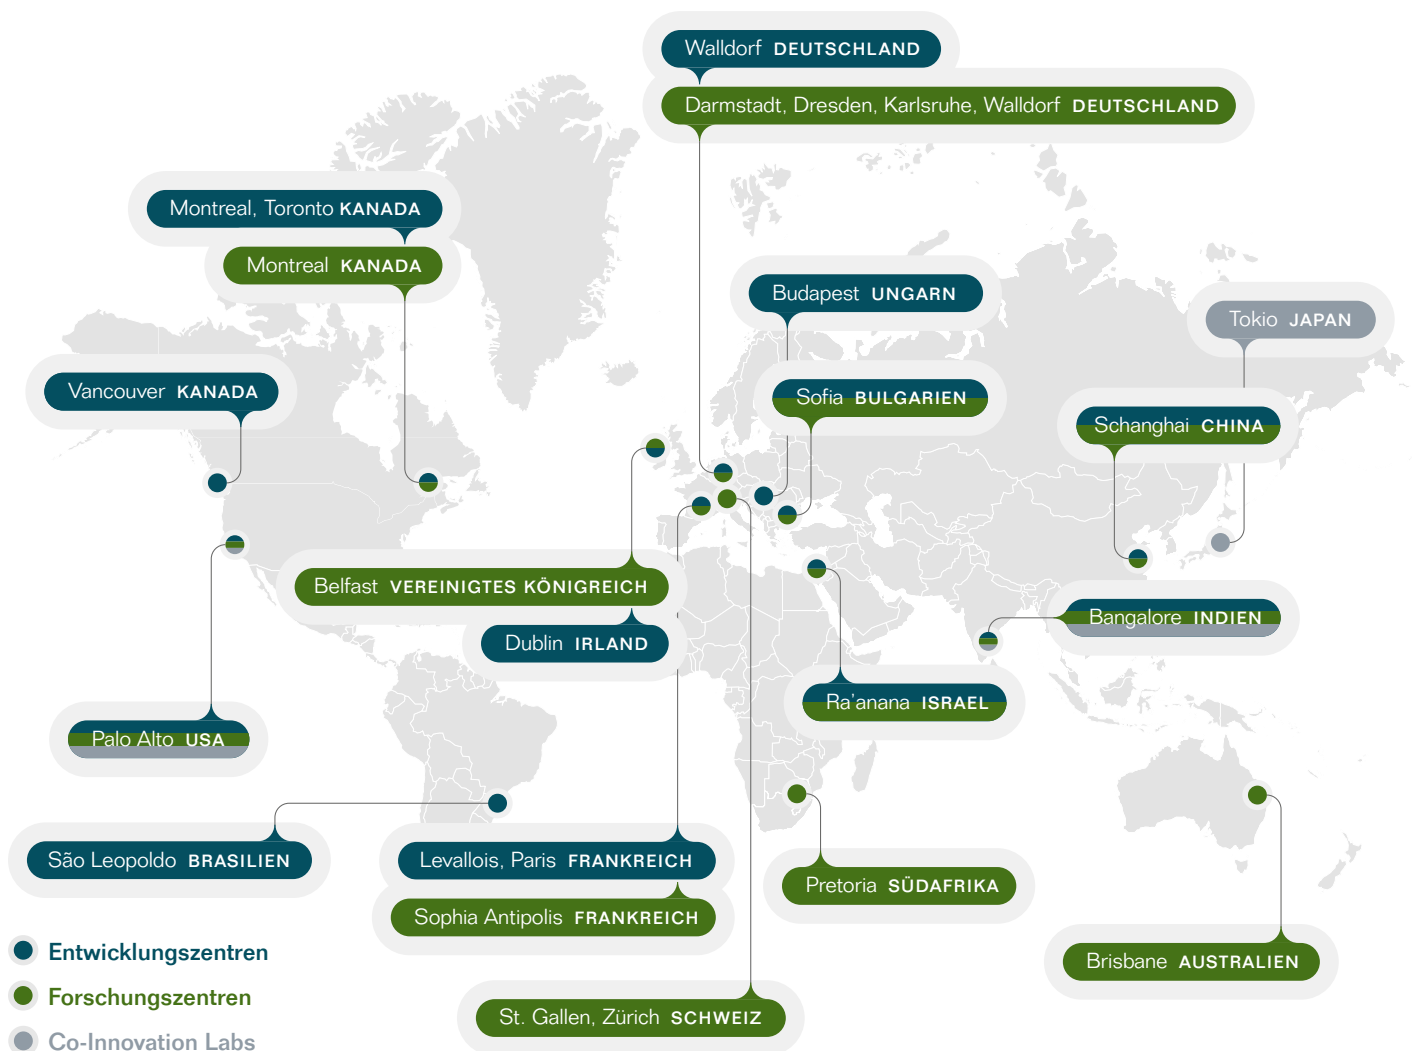 Walldorf DEUTSCHLAND
Darmstadt, Dresden, Karlsruhe, Walldorf DEUTSCHLAND
Montreal, Toronto KANADA
Montreal KANADA
Budapest UNGARN
Tokio JAPAN
Vancouver KANADA
Sofia BULGARIEN
Schanghai CHINA
Belfast VEREINIGTES KÖNIGREICH
Bangalore INDIEN
Dublin IRLAND
Ra'anana ISRAEL
Palo Alto USA
São Leopoldo BRASILIEN
Levallois, Paris FRANKREICH
Pretoria SÜDAFRIKA
Sophia Antipolis FRANKREICH
Brisbane AUSTRALIEN
St. Gallen, Zürich SCHWEIZ
Entwicklungszentren
Forschungszentren
Co-Innovation Labs